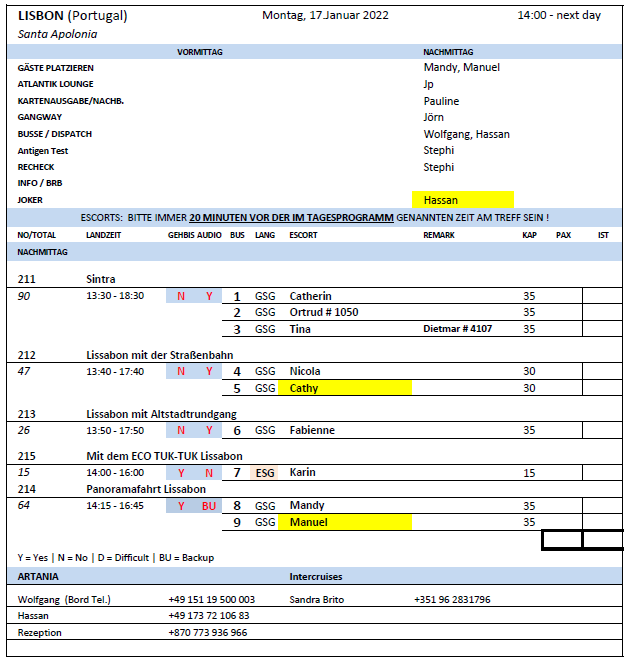 LISBON (Portugal) Montag, 17.Januar 2022 14:00 - next day
Santa Apolonia
VORMITTAG NACHMITTAG
GÄSTE PLATZIEREN Mandy, Manuel
ATLANTIK LOUNGE Jp
KARTENAUSGABE/NACHB. Pauline
GANGWAY Jörn
BUSSE / DISPATCH Wolfgang, Hassan
Antigen Test Stephi
RECHECK Stephi
INFO / BRB
JOKER Hassan
ESCORTS: BITTE IMMER 20 MINUTEN VOR DER IM TAGESPROGRAMM GENANNTEN ZEIT AM TREFF SEIN !
NO/TOTAL LANDZEIT GEHBIS AUDIO BUS LANG ESCORT REMARK KAP PAX IST
NACHMITTAG
211 Sintra
90 13:30 - 18:30 N Y 1 GSG Catherin 35
2 GSG Ortrud # 1050 35
3 GSG Tina Dietmar # 4107 35
212 Lissabon mit der Straßenbahn
47 13:40 - 17:40 N Y 4 GSG Nicola 30
5 GSG Cathy 30
213 Lissabon mit Altstadtrundgang
26 13:50 - 17:50 N Y 6 GSG Fabienne 35
215 Mit dem ECO TUK-TUK Lissabon
15 14:00 - 16:00 Y N 7 ESG Karin 15
214 Panoramafahrt Lissabon
64 14:15 - 16:45 Y BU 8 GSG Mandy 35
9 GSG Manuel 35
Y = Yes | N = No | D = Difficult | BU = Backup
ARTANIA Intercruises
Wolfgang (Bord Tel.) +49 151 19 500 003 Sandra Brito +351 96 2831796
Hassan +49 173 72 106 83
Rezeption +870 773 936 966